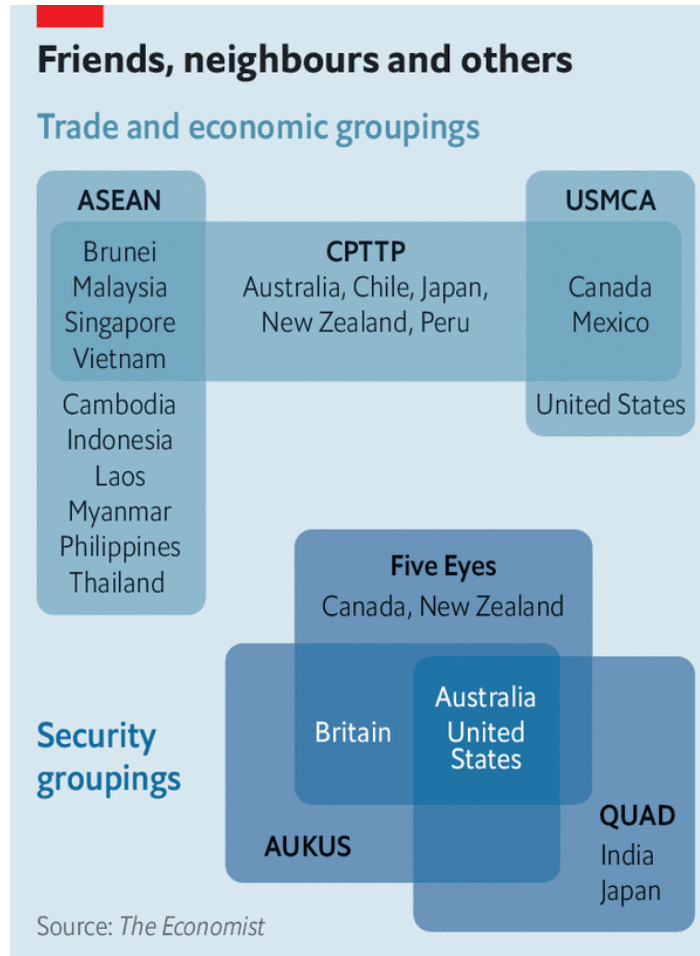 Friends, neighbours and others
Trade and economic groupings
ASEAN
Brunei
Malaysia
Singapore
Vietnam
Cambodia
Indonesia
Laos
Myanmar
Philippines
Thailand
CPTTP
Australia, Chile, Japan,
New Zealand, Peru
USMCA
Canada
Mexico
United States
Security
groupings
Five Eyes
Canada, New Zealand
Britain
Australia
United
States
AUKUS
QUAD
India
Japan
Source: The Economist